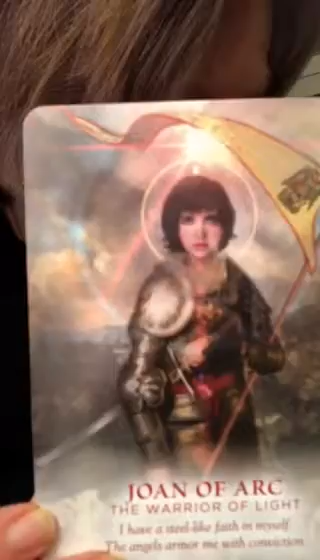 JOAN OF ARC
THE WARRIOR OF LIGHT
I have a steel-like faith in myself
The angels armor me with conviction